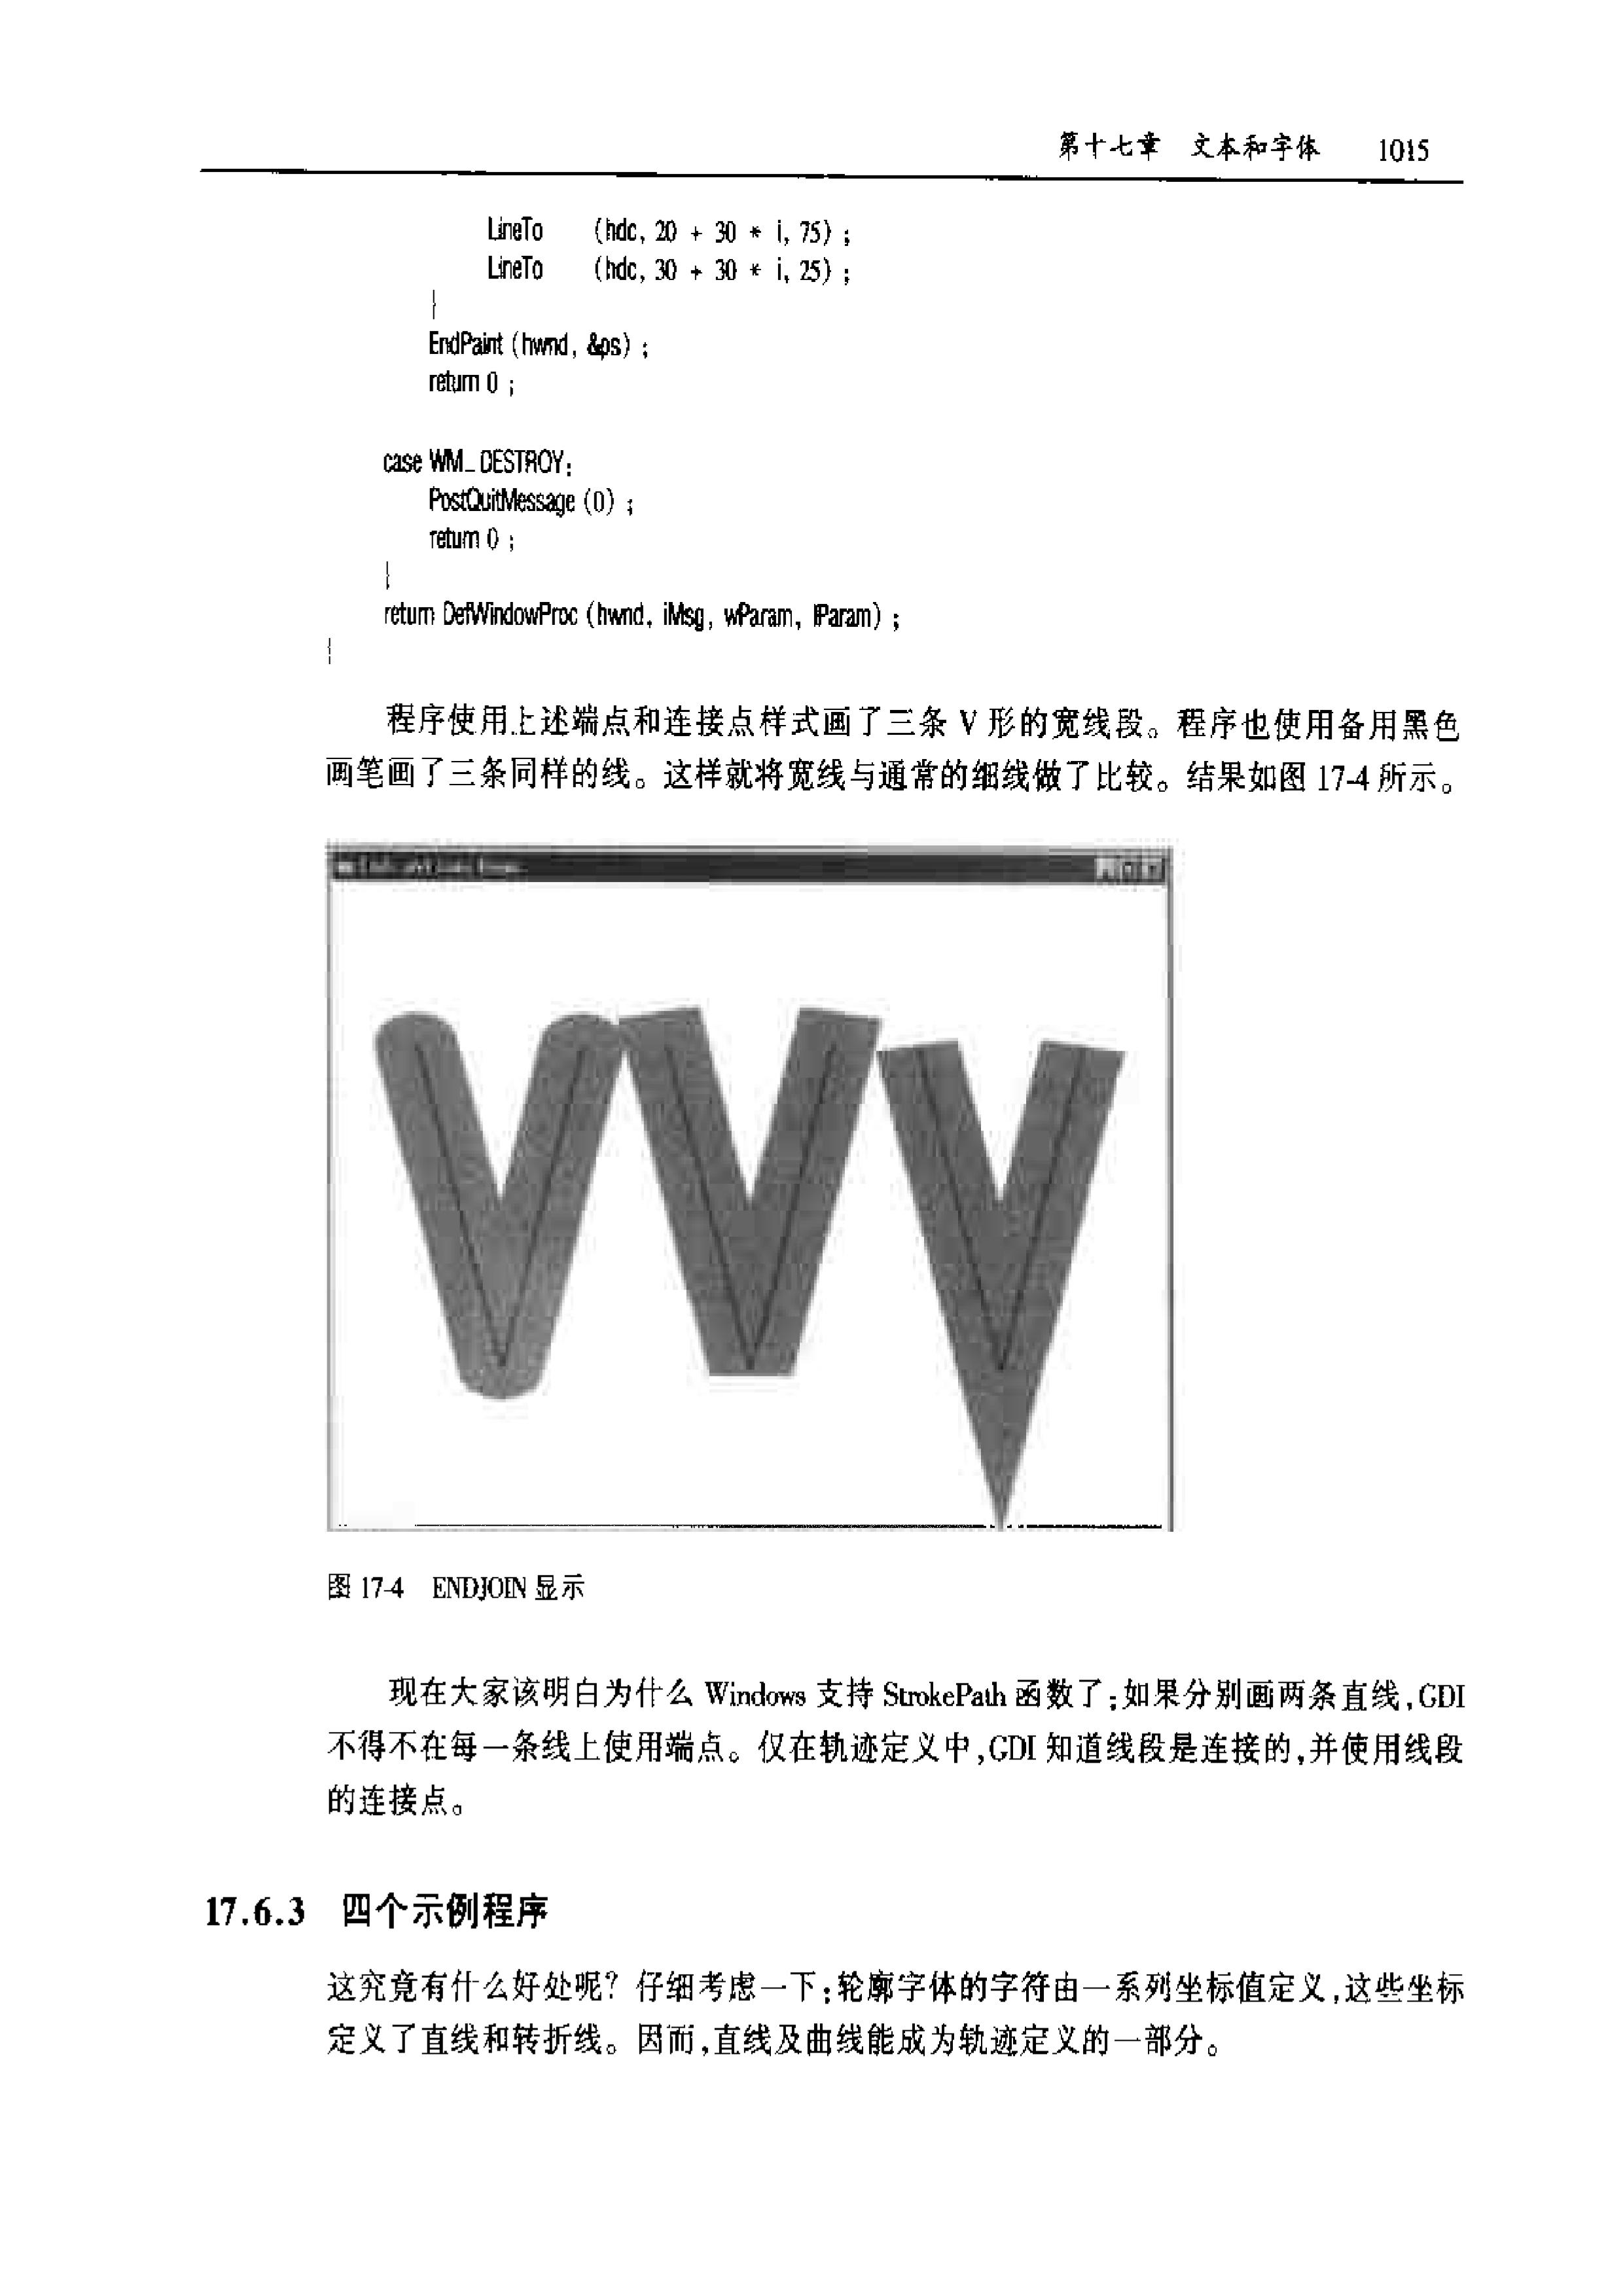 第十七章 文本和字体 1015
LineTo (hdc, 20 + 30 * i, 75) ;
LineTo (hdc, 30 + 30 * i, 25) ;
}
EndPaint (hwnd, &ps) ;
return 0 ;
case WM_DESTROY:
PostQuitMessage (0) ;
return 0 ;
}
return DefWindowProc (hwnd, iMsg, wParam, lParam) ;
}
程序使用上述端点和连接点样式画了三条 V 形的宽线段。程序也使用备用黑色
画笔画了三条同样的线。这样就将宽线与通常的细线做了比较。结果如图 17-4 所示。
图 17-4 ENDJOIN 显示
现在大家该明白为什么 Windows 支持 StrokePath 函数了;如果分别画两条直线,GDI
不得不在每一条线上使用端点。仅在轨迹定义中,GDI 知道线段是连接的,并使用线段
的连接点。
17.6.3 四个示例程序
这究竟有什么好处呢? 仔细考虑一下:轮廓字体的字符由一系列坐标值定义,这些坐标
定义了直线和转折线。因而,直线及曲线能成为轨迹定义的一部分。